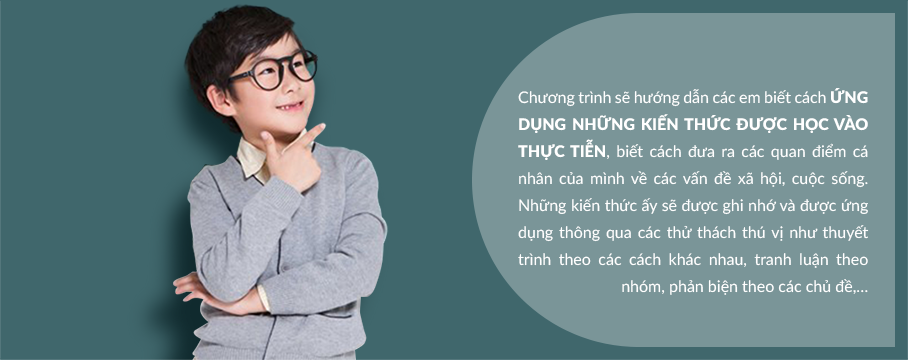 Chương trình sẽ hướng dẫn các em biết cách ỨNG
DỤNG NHỮNG KIẾN THỨC ĐƯỢC HỌC VÀO
THỰC TIỄN, biết cách đưa ra các quan điểm cá
nhân của mình về các vấn đề xã hội, cuộc sống.
Những kiến thức ấy sẽ được ghi nhớ và được ứng
dụng thông qua các thử thách thú vị như thuyết
trình theo các cách khác nhau, tranh luận theo
nhóm, phản biện theo các chủ đề,...